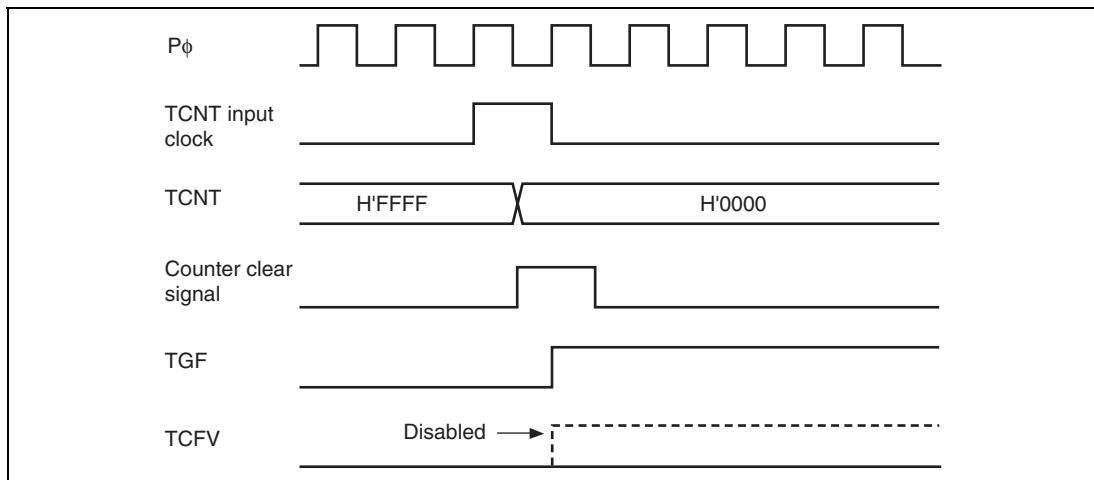 Pφ
TCNT input
clock
TCNT
H'FFFF
H'0000
Counter clear
signal
TGF
TCFV
Disabled